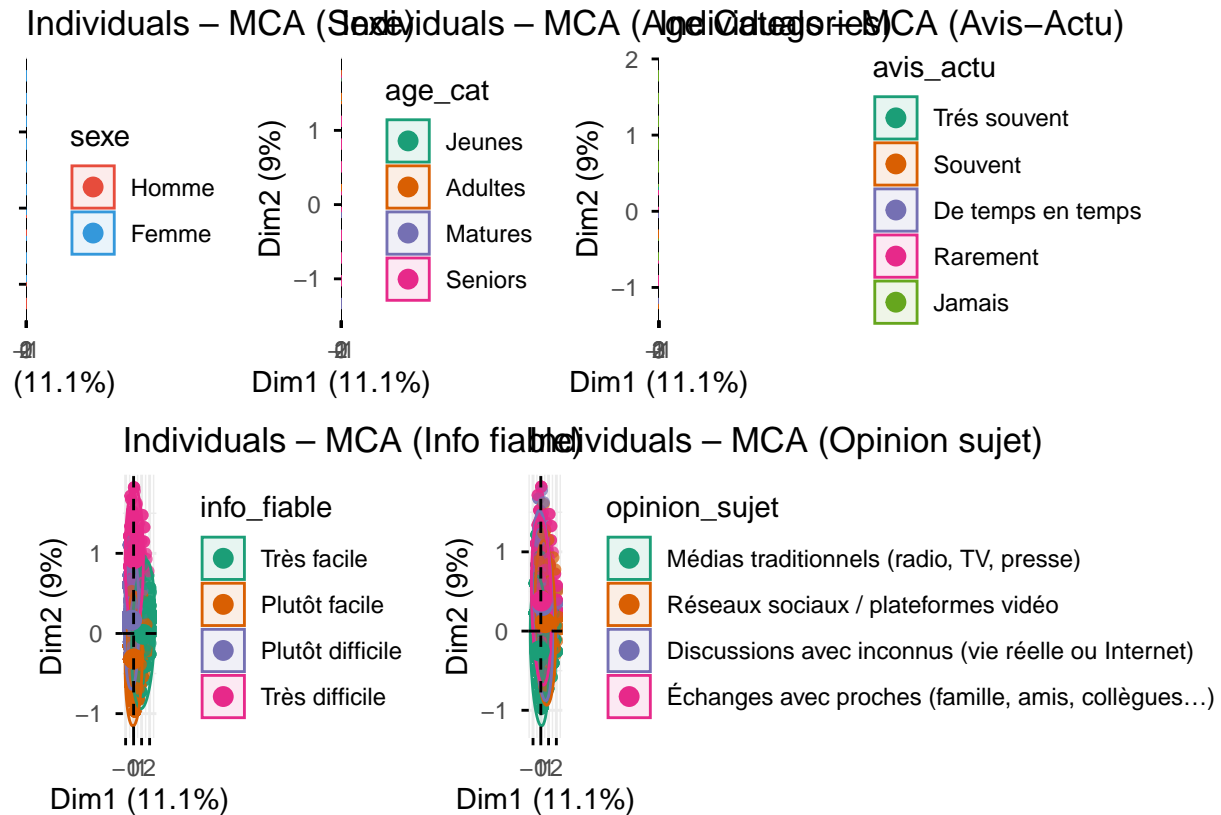 Individuals – MCA (Sexe)
Individuals – MCA (Age Categories)
Individuals – MCA (Avis–Actu)
sexe
Homme
Femme
Dim2 (9%)
1
0
−1
age_cat
Jeunes
Adultes
Matures
Seniors
Dim2 (9%)
2
1
0
−1
avis_actu
Trés souvent
Souvent
De temps en temps
Rarement
Jamais
(11.1%)
Dim1 (11.1%)
Dim1 (11.1%)
Individuals – MCA (Info fiable)
Individuals – MCA (Opinion sujet)
Dim2 (9%)
1
0
−1
info_fiable
Très facile
Plutôt facile
Plutôt difficile
Très difficile
Dim2 (9%)
1
0
−1
opinion_sujet
Médias traditionnels (radio, TV, presse)
Réseaux sociaux / plateformes vidéo
Discussions avec inconnus (vie réelle ou Internet)
Échanges avec proches (famille, amis, collègues…)
Dim1 (11.1%)
Dim1 (11.1%)